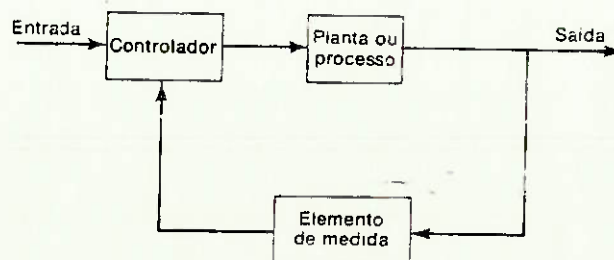 Entrada
Controlador
Planta ou
processo
Saída
Elemento
de medida